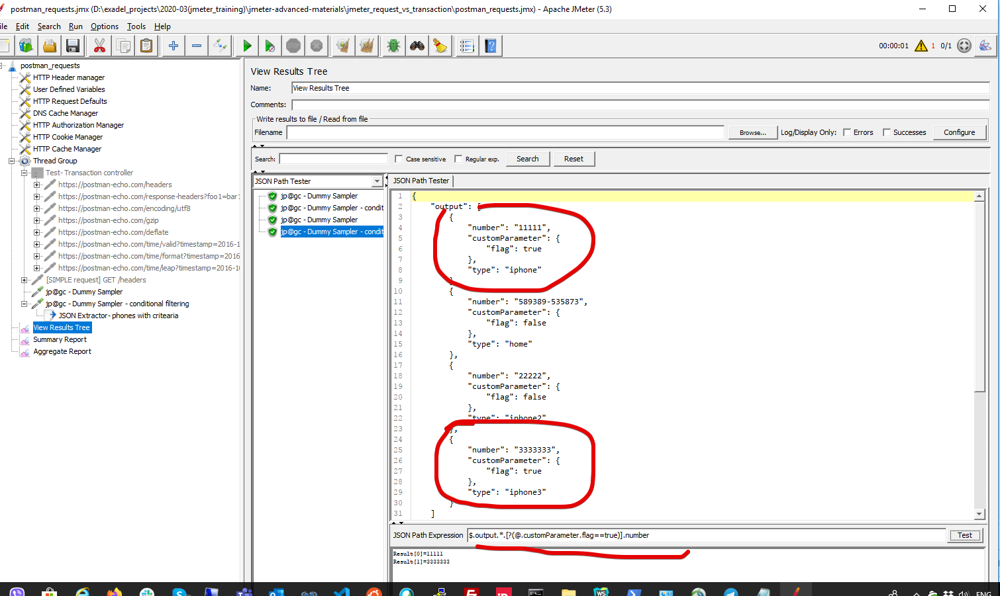 postman_requests.jmx (D:\exadel_projects\2020-03(jmeter_training)\jmeter-advanced-materials\jmeter_request_vs_transaction\postman_requests.jmx) - Apache JMeter (5.3)
ile Edit Search Run Options Tools Help
00:00:01 1 0/1
postman_requests
HTTP Header manager
User Defined Variables
HTTP Request Defaults
DNS Cache Manager
HTTP Authorization Manager
HTTP Cookie Manager
HTTP Cache Manager
Thread Group
Test- Transaction controller
https://postman-echo.com/headers
https://postman-echo.com/response-headers?foo1=bar1
https://postman-echo.com/encoding/utf8
https://postman-echo.com/gzip
https://postman-echo.com/deflate
https://postman-echo.com/time/valid?timestamp=2016-1
https://postman-echo.com/time/format?timestamp=2016
https://postman-echo.com/time/leap?timestamp=2016-10
[SIMPLE request] GET /headers
jp@gc - Dummy Sampler
jp@gc - Dummy Sampler - conditional filtering
JSON Extractor- phones with critearia
View Results Tree
Summary Report
Aggregate Report
View Results Tree
Name: View Results Tree
Comments:
Write results to file / Read from file
Filename Browse... Log/Display Only: Errors Successes Configure
Search: Case sensitive Regular exp. Search Reset
JSON Path Tester
jp@gc - Dummy Sampler
jp@gc - Dummy Sampler - condit
jp@gc - Dummy Sampler
jp@gc - Dummy Sampler - condit
JSON Path Tester
1 {
2 "output": [
3 {
4 "number": "11111",
5 "customParameter": {
6 "flag": true
7 },
8 "type": "iphone"
9 },
10 {
11 "number": "589389-535873",
12 "customParameter": {
13 "flag": false
14 },
15 "type": "home"
16 },
17 {
18 "number": "22222",
19 "customParameter": {
20 "flag": false
21 },
22 "type": "iphone2"
23 },
24 {
25 "number": "3333333",
26 "customParameter": {
27 "flag": true
28 },
29 "type": "iphone3"
30 }
31 ]
JSON Path Expression $.output.*.[?(@.customParameter.flag==true)].number Test
Result[0]=11111
Result[1]=3333333
WS
ENG